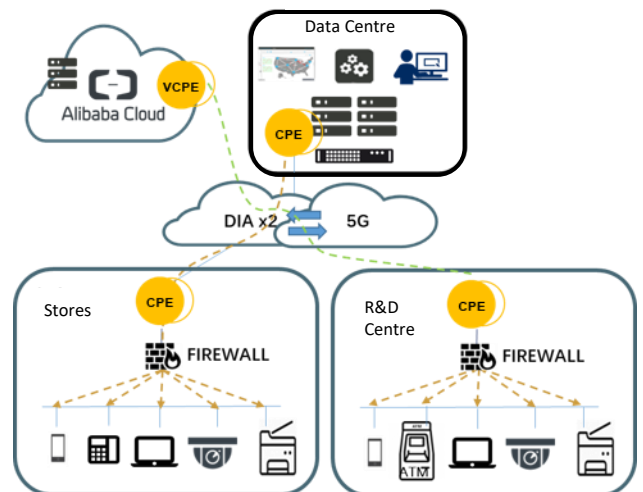 Data Centre
VCPE
Alibaba Cloud
CPE
DIA x2
5G
Stores
CPE
FIREWALL
R&D
Centre
CPE
FIREWALL
ATM